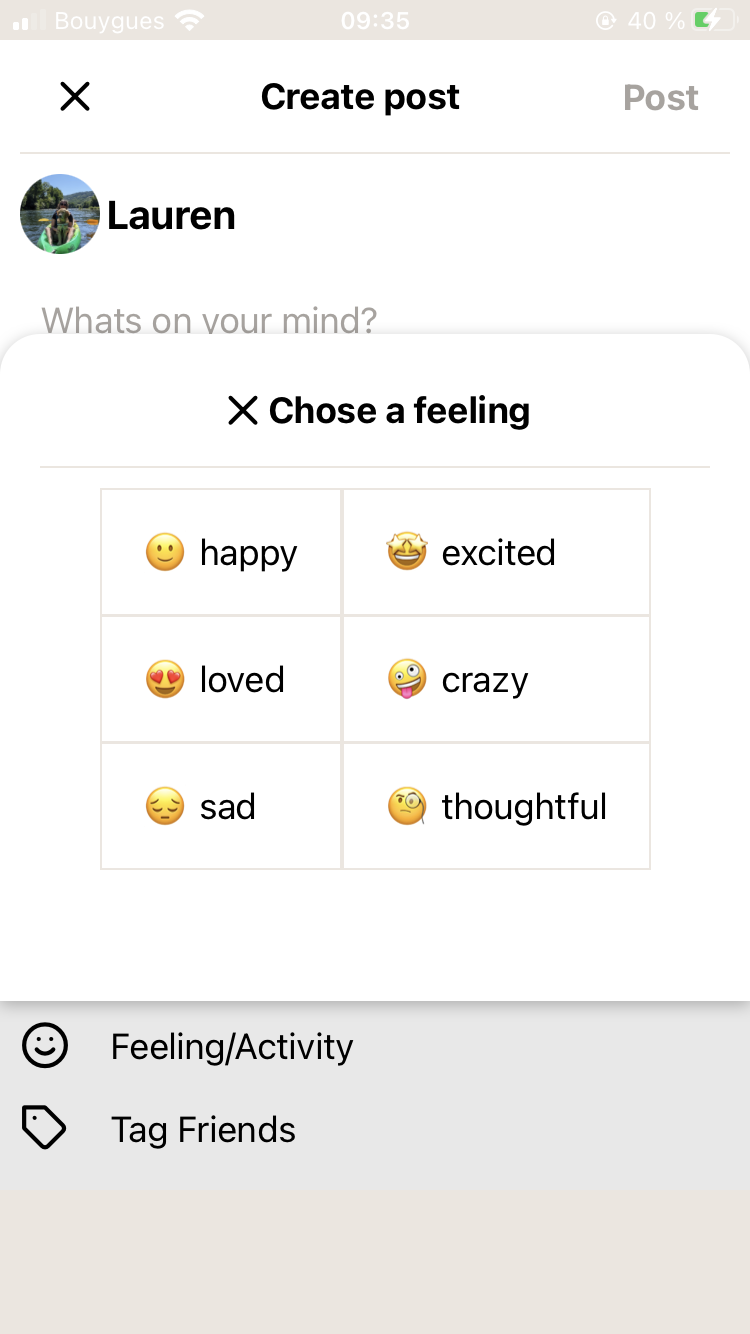 Bouygues 09:35 40 %
Create post Post
Lauren
Whats on your mind?
Chose a feeling
🙂 happy 🤩 excited
😍 loved 🤪 crazy
😔 sad 🧐 thoughtful
Feeling/Activity
Tag Friends